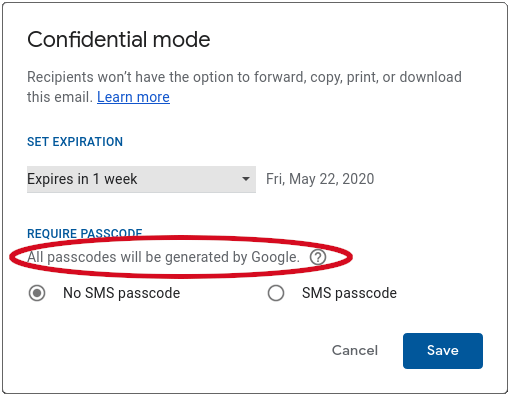 Confidential mode
Recipients won't have the option to forward, copy, print, or download
this email. Learn more
SET EXPIRATION
Expires in 1 week Fri, May 22, 2020
REQUIRE PASSCODE
All passcodes will be generated by Google. ?
No SMS passcode SMS passcode
Cancel Save